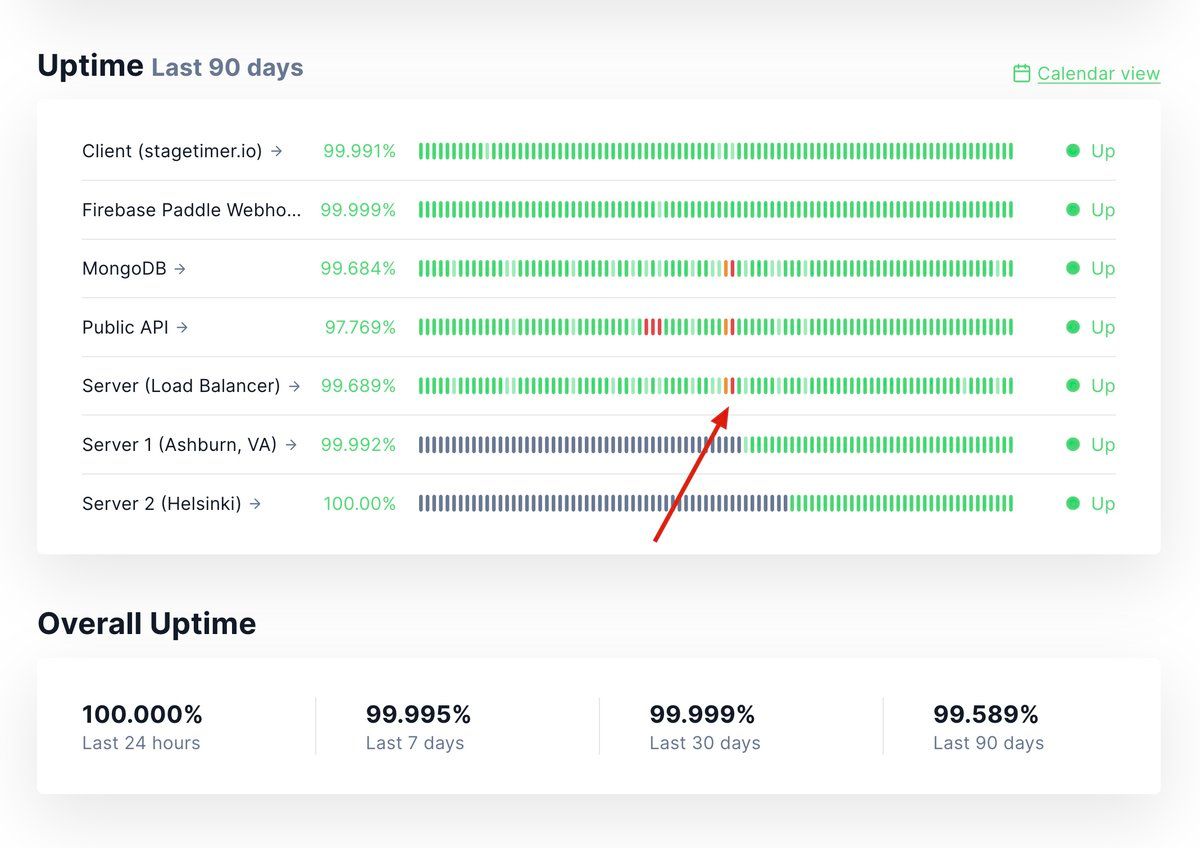 Uptime Last 90 days
Calendar view
Client (stagetimer.io) → 99.991% Up
Firebase Paddle Webho... 99.999% Up
MongoDB → 99.684% Up
Public API → 97.769% Up
Server (Load Balancer) → 99.689% Up
Server 1 (Ashburn, VA) → 99.992% Up
Server 2 (Helsinki) → 100.00% Up
Overall Uptime
100.000% 99.995% 99.999% 99.589%
Last 24 hours Last 7 days Last 30 days Last 90 days